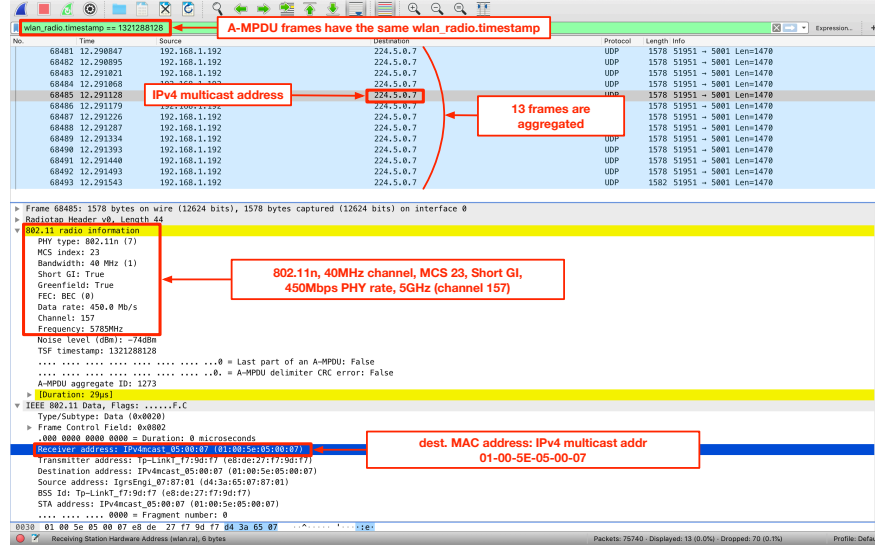 wlan_radio.timestamp == 1321288128
Expression...
A-MPDU frames have the same wlan_radio.timestamp
No. Time Source Destination Protocol Length Info
68481 12.290847 192.168.1.192 224.5.0.7 UDP 1578 51951 → 5001 Len=1470
68482 12.290895 192.168.1.192 224.5.0.7 UDP 1578 51951 → 5001 Len=1470
68483 12.291021 192.168.1.192 224.5.0.7 UDP 1578 51951 → 5001 Len=1470
68484 12.291068 192.168.1.192 224.5.0.7 UDP 1578 51951 → 5001 Len=1470
68485 12.291128 224.5.0.7 UDP 1578 51951 → 5001 Len=1470
68486 12.291179 192.168.1.192 224.5.0.7 UDP 1578 51951 → 5001 Len=1470
68487 12.291226 192.168.1.192 224.5.0.7 1578 51951 → 5001 Len=1470
68488 12.291287 192.168.1.192 224.5.0.7 1578 51951 → 5001 Len=1470
68489 12.291334 192.168.1.192 224.5.0.7 UDP 1578 51951 → 5001 Len=1470
68490 12.291393 192.168.1.192 224.5.0.7 UDP 1578 51951 → 5001 Len=1470
68491 12.291440 192.168.1.192 224.5.0.7 UDP 1578 51951 → 5001 Len=1470
68492 12.291493 192.168.1.192 224.5.0.7 UDP 1578 51951 → 5001 Len=1470
68493 12.291543 192.168.1.192 224.5.0.7 UDP 1582 51951 → 5001 Len=1470
IPv4 multicast address
13 frames are
aggregated
Frame 68485: 1578 bytes on wire (12624 bits), 1578 bytes captured (12624 bits) on interface 0
Radiotap Header v0, Length 44
802.11 radio information
PHY type: 802.11n (7)
MCS index: 23
Bandwidth: 40 MHz (1)
Short GI: True
Greenfield: True
FEC: BEC (0)
Data rate: 450.0 Mb/s
Channel: 157
Frequency: 5785MHz
802.11n, 40MHz channel, MCS 23, Short GI,
450Mbps PHY rate, 5GHz (channel 157)
Noise level (dBm): -74dBm
TSF timestamp: 1321288128
.... .... .... .... .... .... .... ...0 = Last part of an A-MPDU: False
.... .... .... .... .... .... .... ..0. = A-MPDU delimiter CRC error: False
A-MPDU aggregate ID: 1273
[Duration: 29µs]
IEEE 802.11 Data, Flags: ......F.C
Type/Subtype: Data (0x0020)
Frame Control Field: 0x0802
.000 0000 0000 0000 = Duration: 0 microseconds
Receiver address: IPv4mcast_05:00:07 (01:00:5e:05:00:07)
Transmitter address: Tp-LinkT_f7:9d:f7 (e8:de:27:f7:9d:f7)
Destination address: IPv4mcast_05:00:07 (01:00:5e:05:00:07)
Source address: IgrsEngi_07:87:01 (d4:3a:65:07:87:01)
BSS Id: Tp-LinkT_f7:9d:f7 (e8:de:27:f7:9d:f7)
STA address: IPv4mcast_05:00:07 (01:00:5e:05:00:07)
.... .... .... 0000 = Fragment number: 0
dest. MAC address: IPv4 multicast addr
01-00-5E-05-00-07
0030 01 00 5e 05 00 07 e8 de 27 f7 9d f7 d4 3a 65 07 ··^····· '····:e·
Receiving Station Hardware Address (wlan.ra), 6 bytes
Packets: 75740 · Displayed: 13 (0.0%) · Dropped: 70 (0.1%)
Profile: Defau